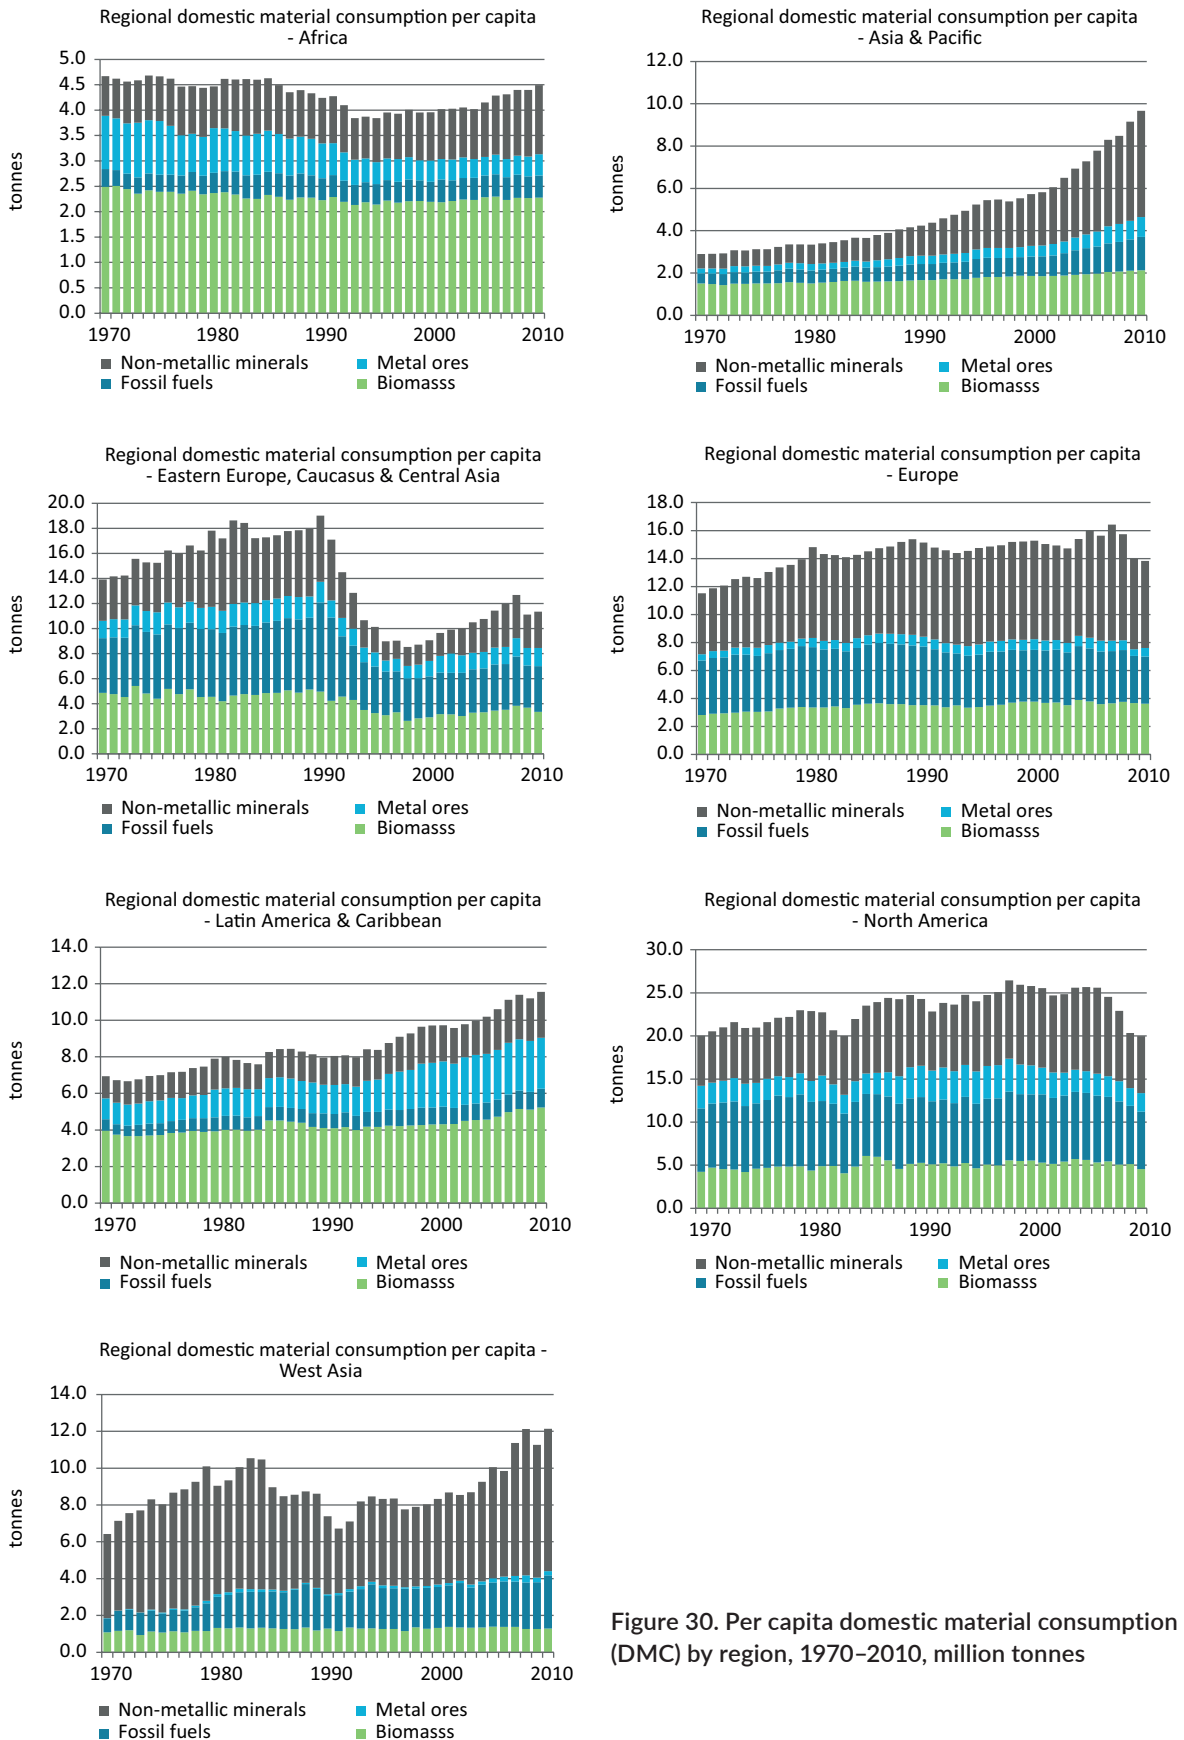 Regional domestic material consumption per capita
- Africa
tonnes
5.0
4.5
4.0
3.5
3.0
2.5
2.0
1.5
1.0
0.5
0.0
1970 1980 1990 2000 2010
Non-metallic minerals Metal ores
Fossil fuels Biomasss
Regional domestic material consumption per capita
- Asia & Pacific
tonnes
12.0
10.0
8.0
6.0
4.0
2.0
0.0
1970 1980 1990 2000 2010
Non-metallic minerals Metal ores
Fossil fuels Biomasss
Regional domestic material consumption per capita
- Eastern Europe, Caucasus & Central Asia
tonnes
20.0
18.0
16.0
14.0
12.0
10.0
8.0
6.0
4.0
2.0
0.0
1970 1980 1990 2000 2010
Non-metallic minerals Metal ores
Fossil fuels Biomasss
Regional domestic material consumption per capita
- Europe
tonnes
18.0
16.0
14.0
12.0
10.0
8.0
6.0
4.0
2.0
0.0
1970 1980 1990 2000 2010
Non-metallic minerals Metal ores
Fossil fuels Biomasss
Regional domestic material consumption per capita
- Latin America & Caribbean
tonnes
14.0
12.0
10.0
8.0
6.0
4.0
2.0
0.0
1970 1980 1990 2000 2010
Non-metallic minerals Metal ores
Fossil fuels Biomasss
Regional domestic material consumption per capita
- North America
tonnes
30.0
25.0
20.0
15.0
10.0
5.0
0.0
1970 1980 1990 2000 2010
Non-metallic minerals Metal ores
Fossil fuels Biomasss
Regional domestic material consumption per capita -
West Asia
tonnes
14.0
12.0
10.0
8.0
6.0
4.0
2.0
0.0
1970 1980 1990 2000 2010
Non-metallic minerals Metal ores
Fossil fuels Biomasss
Figure 30. Per capita domestic material consumption
(DMC) by region, 1970–2010, million tonnes